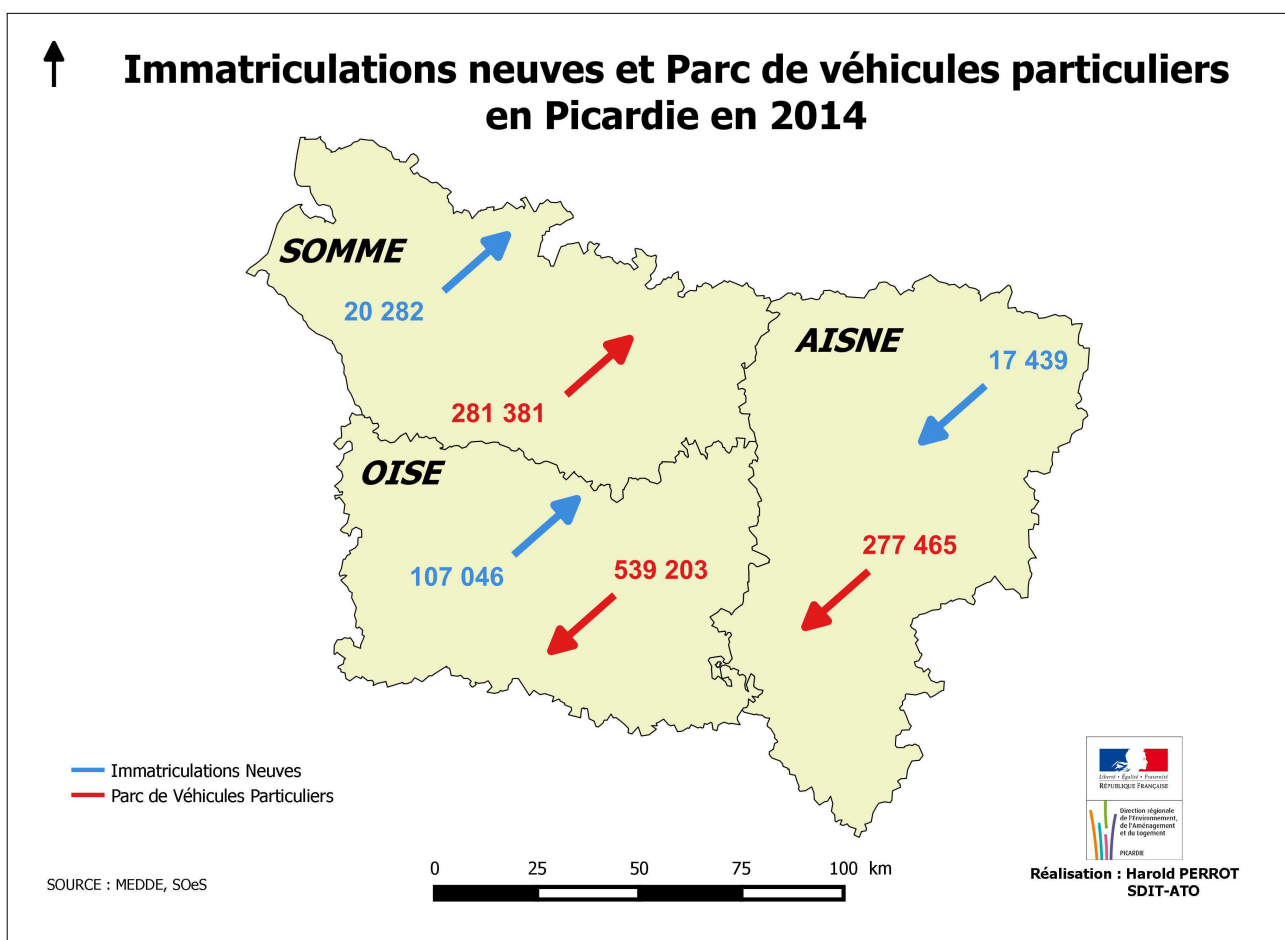 Immatriculations neuves et Parc de véhicules particuliers
en Picardie en 2014
SOMME
20 282
281 381
AISNE
17 439
277 465
OISE
107 046
539 203
Immatriculations Neuves
Parc de Véhicules Particuliers
SOURCE : MEDDE, SOeS
0 25 50 75 100 km
Liberté • Égalité • Fraternité
RÉPUBLIQUE FRANÇAISE
Direction régionale
de l'Environnement,
de l'Aménagement
et du Logement
PICARDIE
Réalisation : Harold PERROT
SDIT-ATO